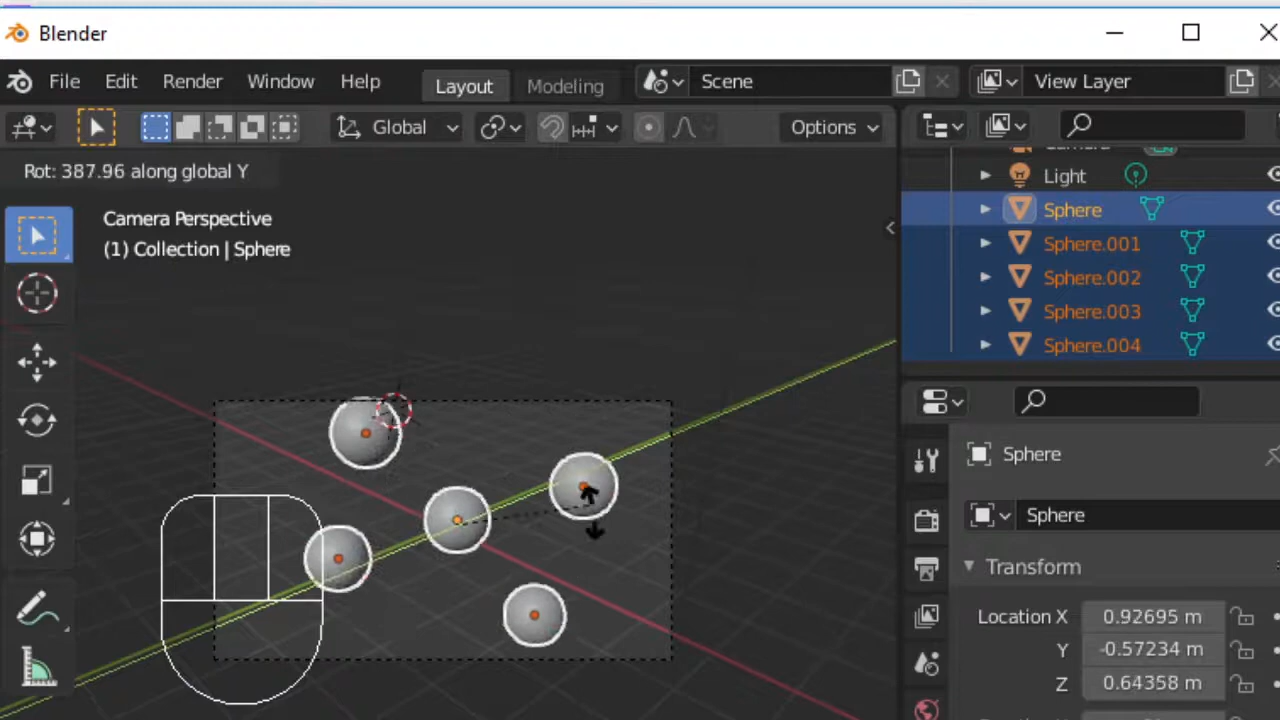 Blender
File Edit Render Window Help Layout Modeling Scene View Layer
Global Options
Rot: 387.96 along global Y
Camera Perspective
(1) Collection | Sphere
Light
Sphere
Sphere.001
Sphere.002
Sphere.003
Sphere.004
Sphere
Sphere
Transform
Location X 0.92695 m
Y -0.57234 m
Z 0.64358 m